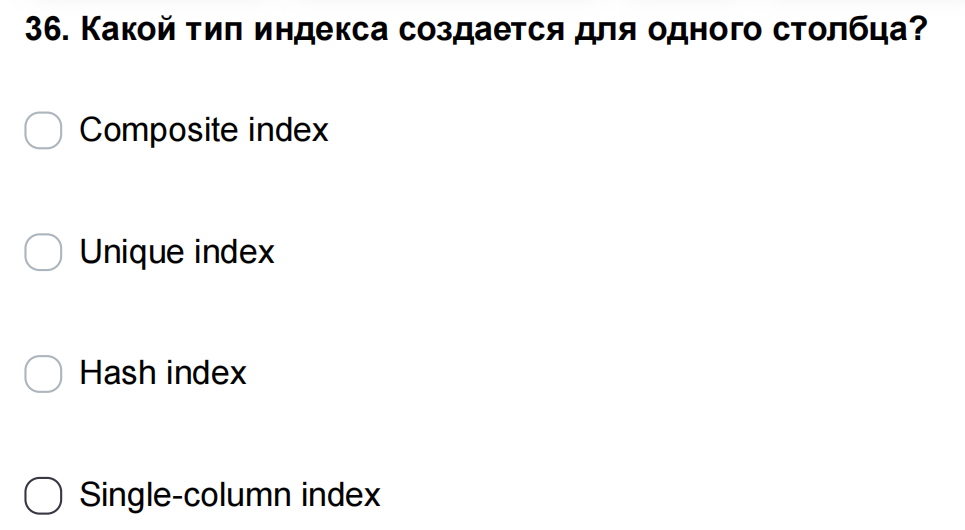 36. Какой тип индекса создается для одного столбца?
Composite index
Unique index
Hash index
Single-column index